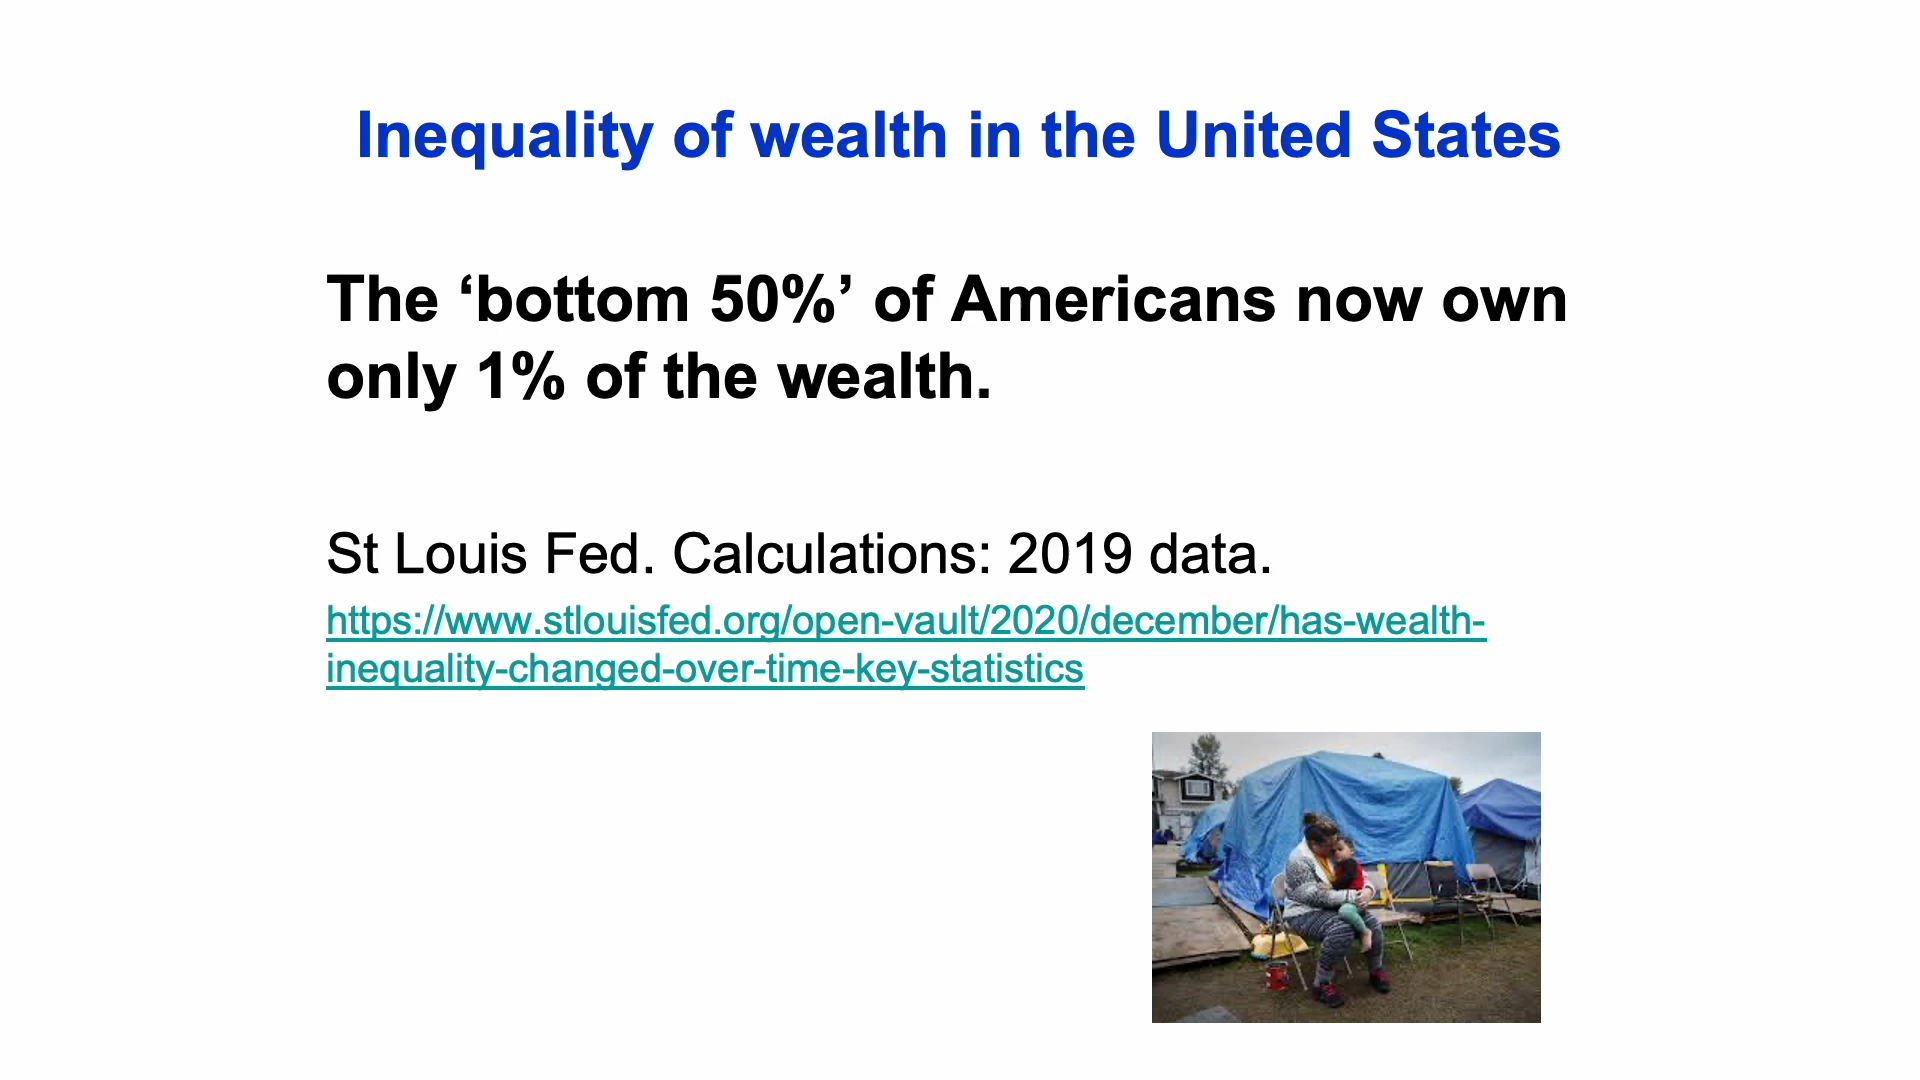 Inequality of wealth in the United States
The ‘bottom 50%’ of Americans now own
only 1% of the wealth.
St Louis Fed. Calculations: 2019 data.
https://www.stlouisfed.org/open-vault/2020/december/has-wealth-
inequality-changed-over-time-key-statistics